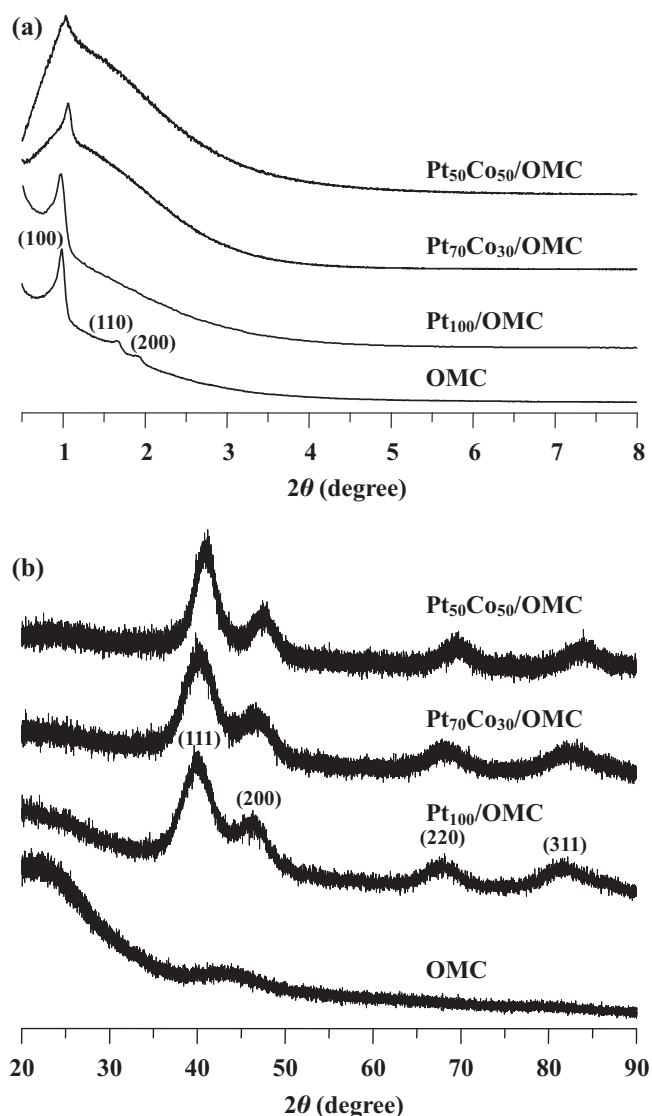 (a)
Pt50Co50/OMC
Pt70Co30/OMC
(100)
Pt100/OMC
(110)
(200)
OMC
1 2 3 4 5 6 7 8
2θ (degree)
(b)
Pt50Co50/OMC
Pt70Co30/OMC
(111)
Pt100/OMC
(200)
(220)
(311)
OMC
20 30 40 50 60 70 80 90
2θ (degree)